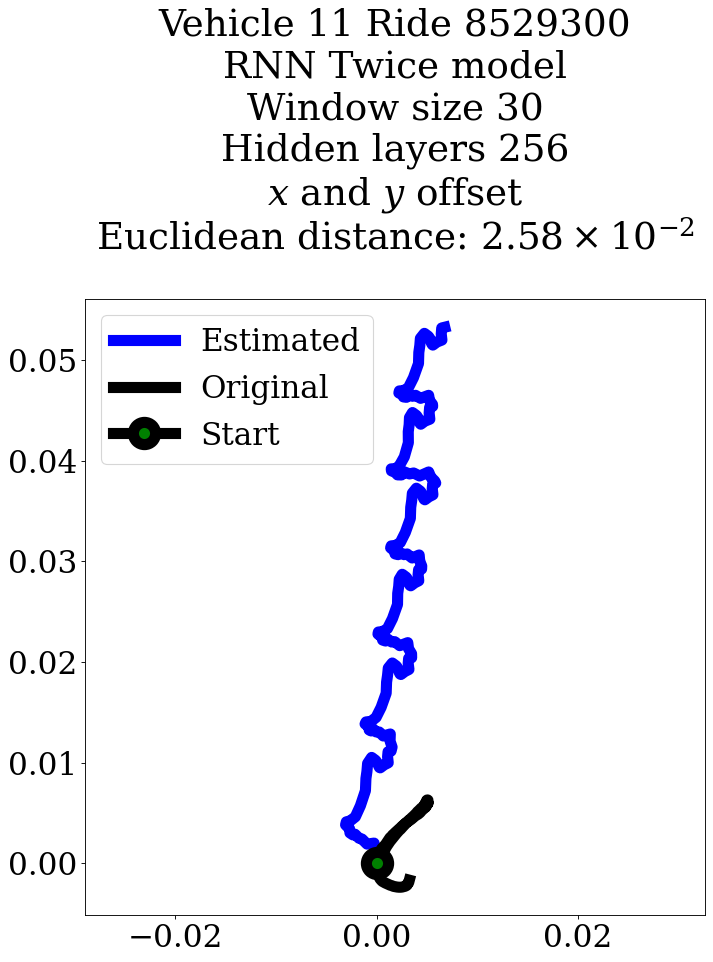 Vehicle 11 Ride 8529300
RNN Twice model
Window size 30
Hidden layers 256
x and y offset
Euclidean distance: 2.58 × 10⁻²
Estimated
Original
Start
0.05
0.04
0.03
0.02
0.01
0.00
−0.02 0.00 0.02